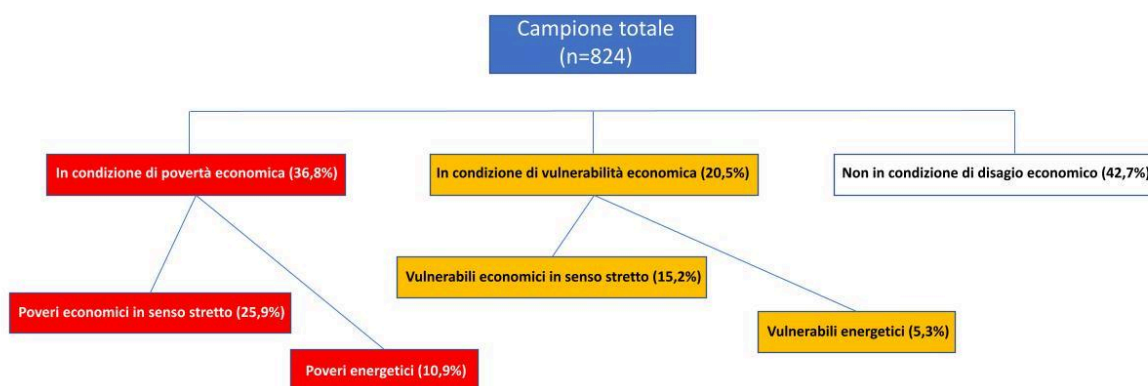 Campione totale
(n=824)
In condizione di povertà economica (36,8%)
In condizione di vulnerabilità economica (20,5%)
Non in condizione di disagio economico (42,7%)
Vulnerabili economici in senso stretto (15,2%)
Poveri economici in senso stretto (25,9%)
Vulnerabili energetici (5,3%)
Poveri energetici (10,9%)